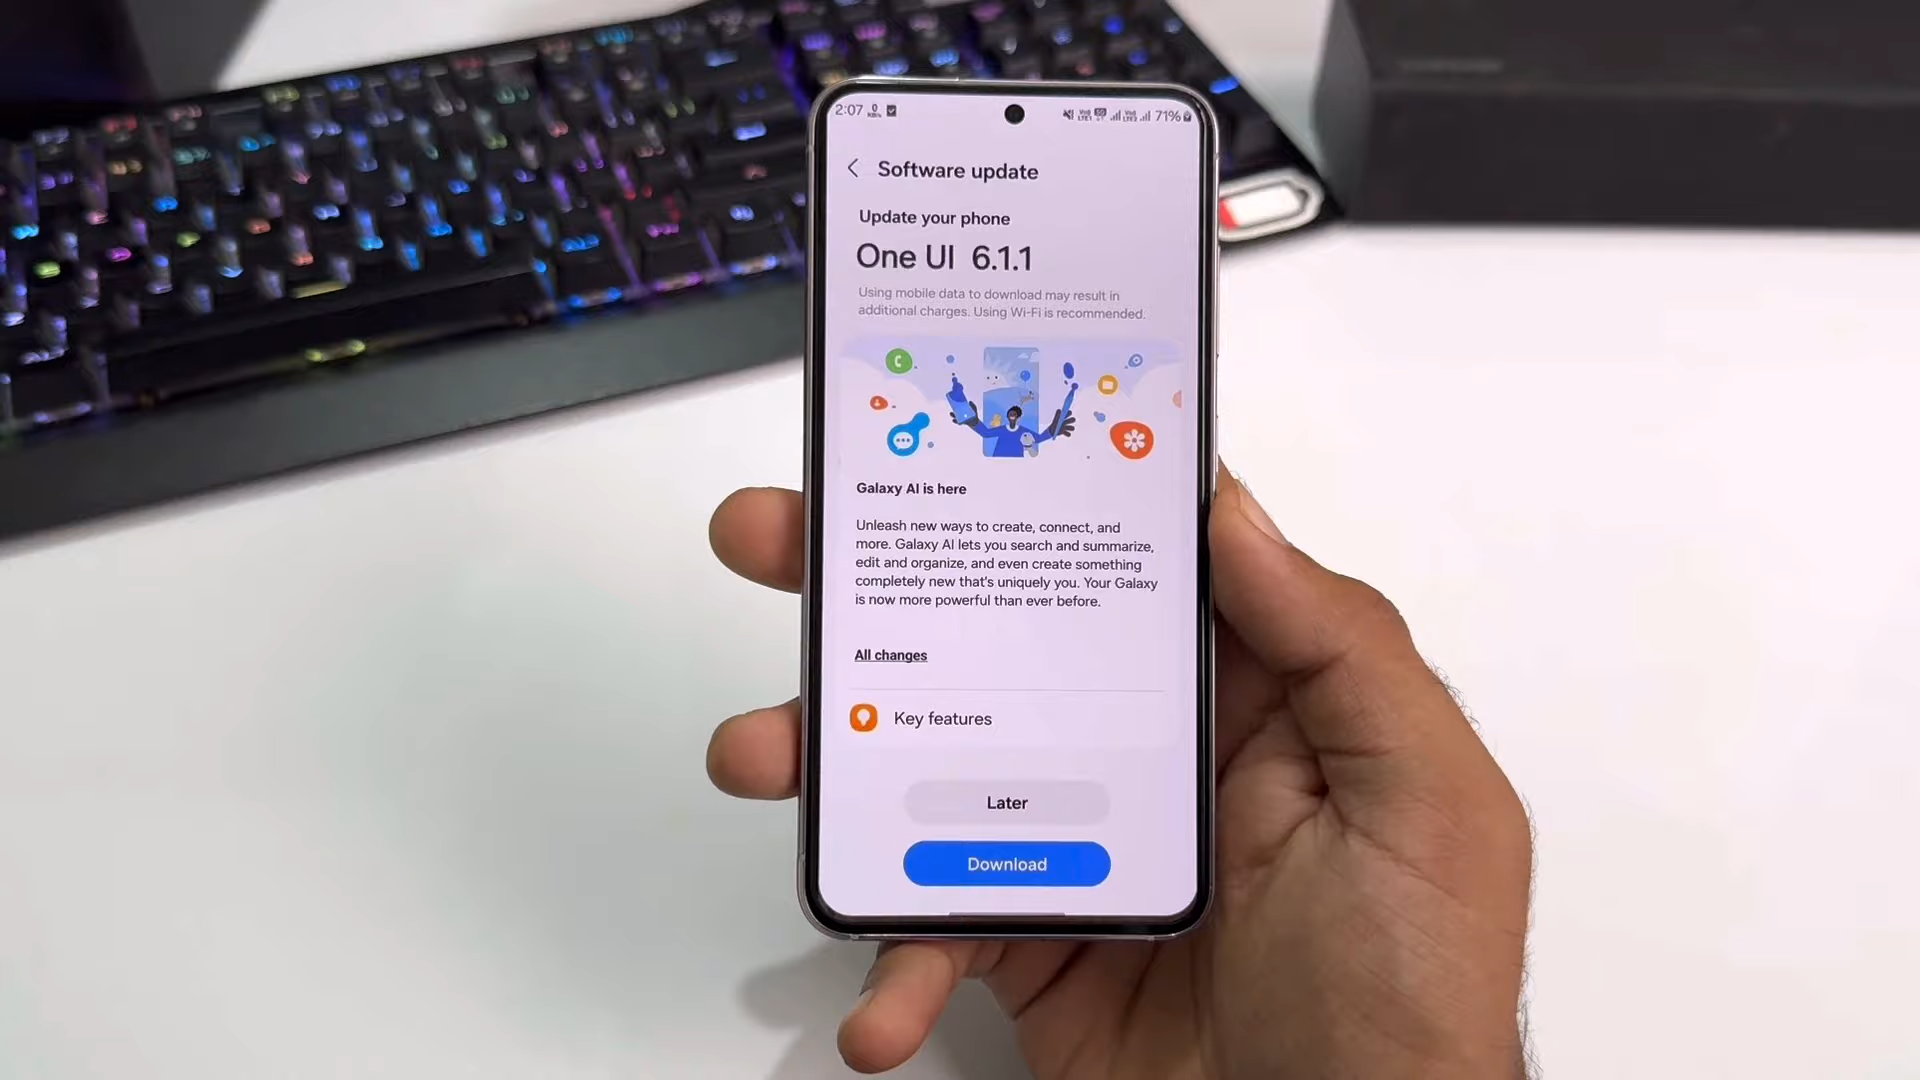 2:07 71%
Software update
Update your phone
One UI 6.1.1
Using mobile data to download may result in
additional charges. Using Wi-Fi is recommended.
Galaxy AI is here
Unleash new ways to create, connect, and
more. Galaxy AI lets you search and summarize,
edit and organize, and even create something
completely new that's uniquely you. Your Galaxy
is now more powerful than ever before.
All changes
Key features
Later
Download